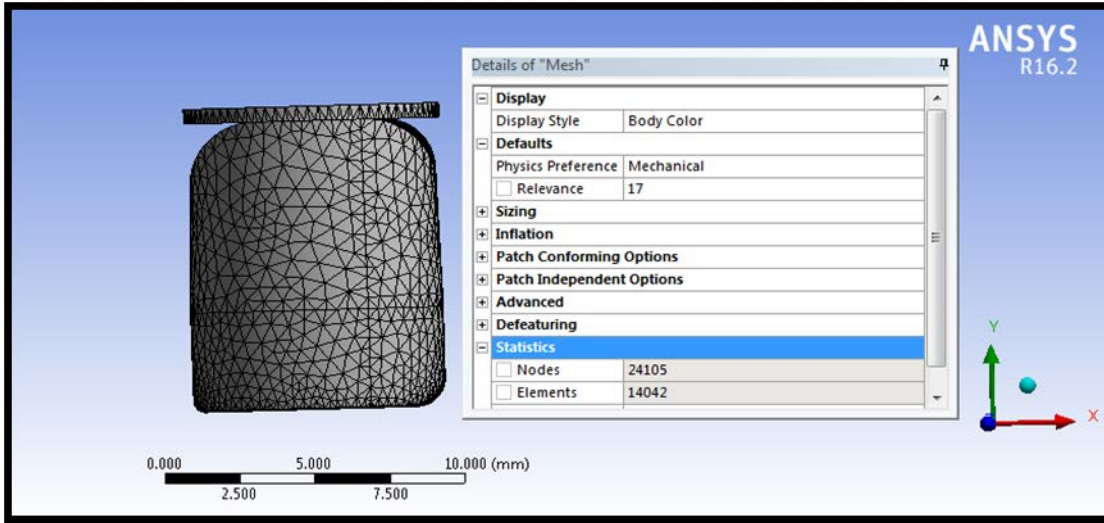 ANSYS
R16.2
Details of "Mesh"
Display
Display Style Body Color
Defaults
Physics Preference Mechanical
Relevance 17
Sizing
Inflation
Patch Conforming Options
Patch Independent Options
Advanced
Defeaturing
Statistics
Nodes 24105
Elements 14042
Y
X
0.000 5.000 10.000 (mm)
2.500 7.500